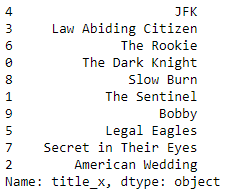 4 JFK
3 Law Abiding Citizen
6 The Rookie
0 The Dark Knight
8 Slow Burn
1 The Sentinel
9 Bobby
5 Legal Eagles
7 Secret in Their Eyes
2 American Wedding
Name: title_x, dtype: object